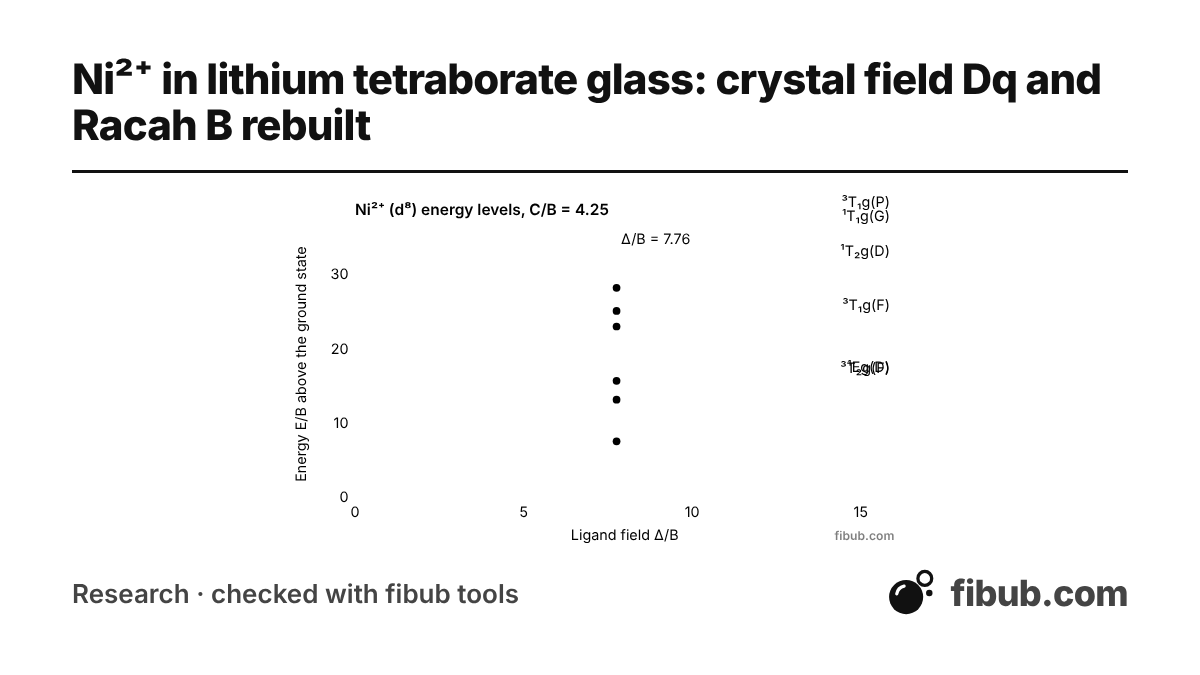 Ni²⁺ in lithium tetraborate glass: crystal field Dq and
Racah B rebuilt
Ni²⁺ (d⁸) energy levels, C/B = 4.25
³T₁g(P)
¹T₁g(G)
Δ/B = 7.76
¹T₂g(D)
Energy E/B above the ground state
30
³T₁g(F)
20
10
0
0 5 10 15
Ligand field Δ/B
fibub.com
Research · checked with fibub tools
fibub.com